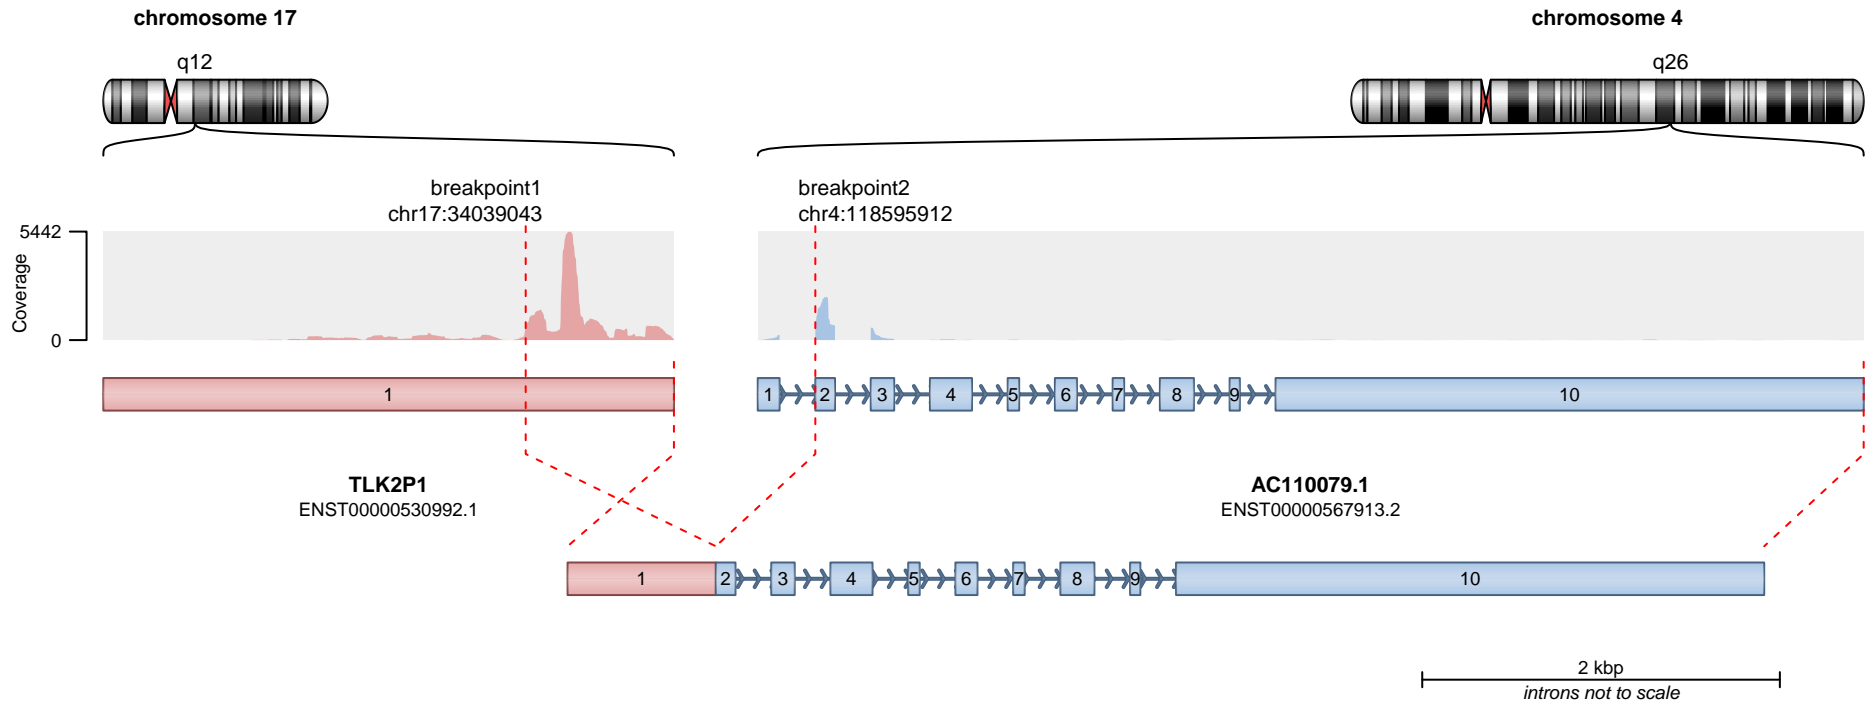 chromosome 17
chromosome 4
q12
q26
breakpoint1
chr17:34039043
breakpoint2
chr4:118595912
5442
Coverage
0
1
1 2 3 4 5 6 7 8 9 10
TLK2P1
ENST00000530992.1
AC110079.1
ENST00000567913.2
1 2 3 4 5 6 7 8 9 10
2 kbp
introns not to scale